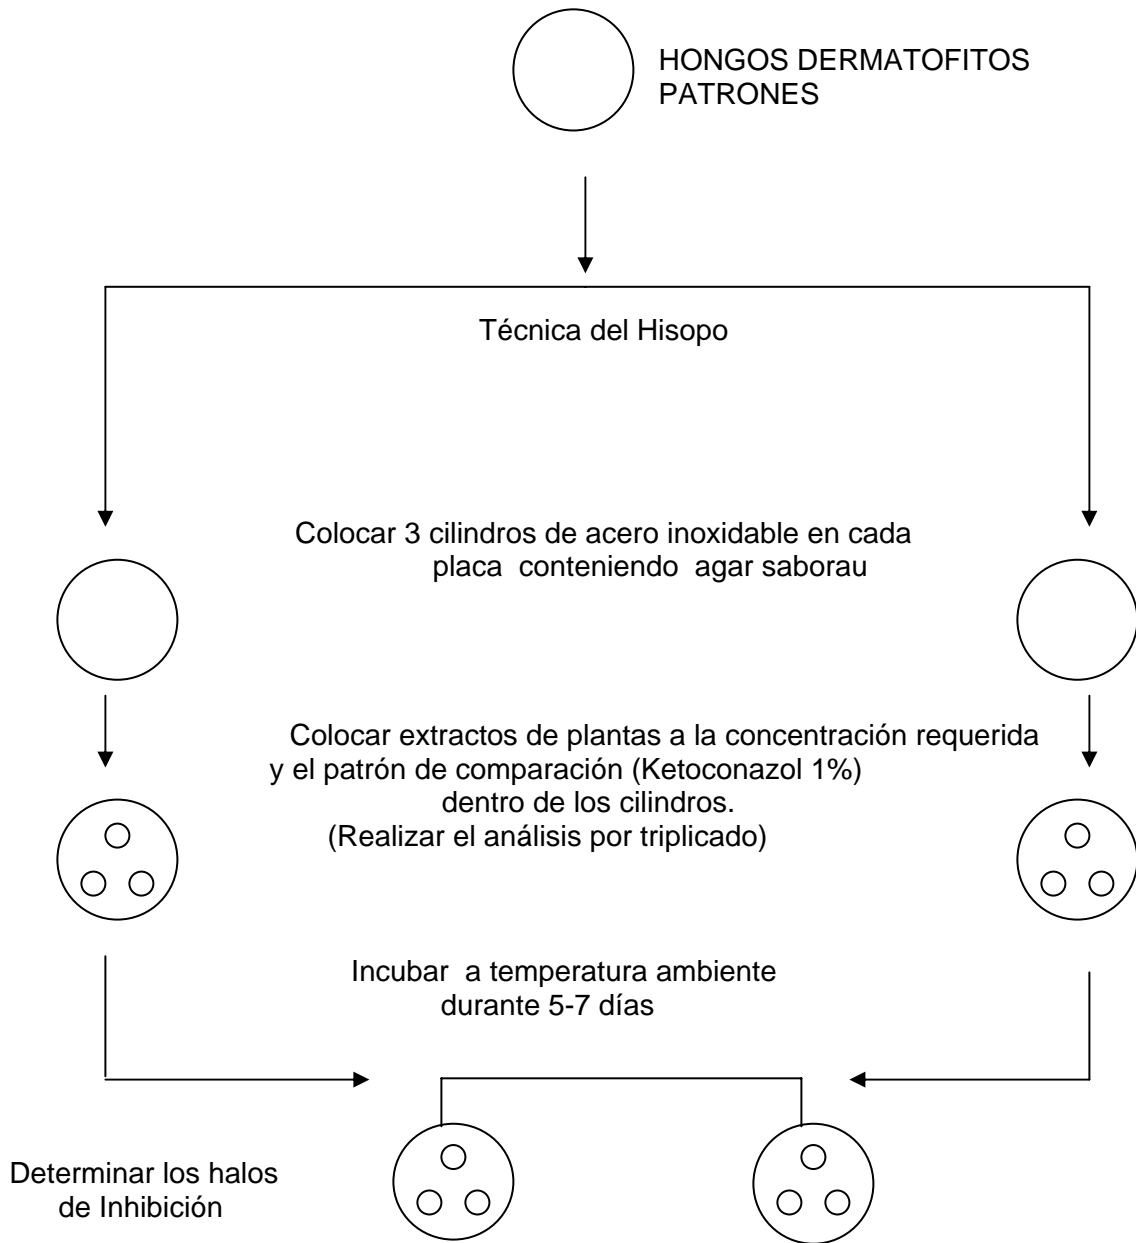 HONGOS DERMATOFITOS
PATRONES
Técnica del Hisopo
Colocar 3 cilindros de acero inoxidable en cada
placa conteniendo agar saborau
Colocar extractos de plantas a la concentración requerida
y el patrón de comparación (Ketoconazol 1%)
dentro de los cilindros.
(Realizar el análisis por triplicado)
Incubar a temperatura ambiente
durante 5-7 días
Determinar los halos
de Inhibición